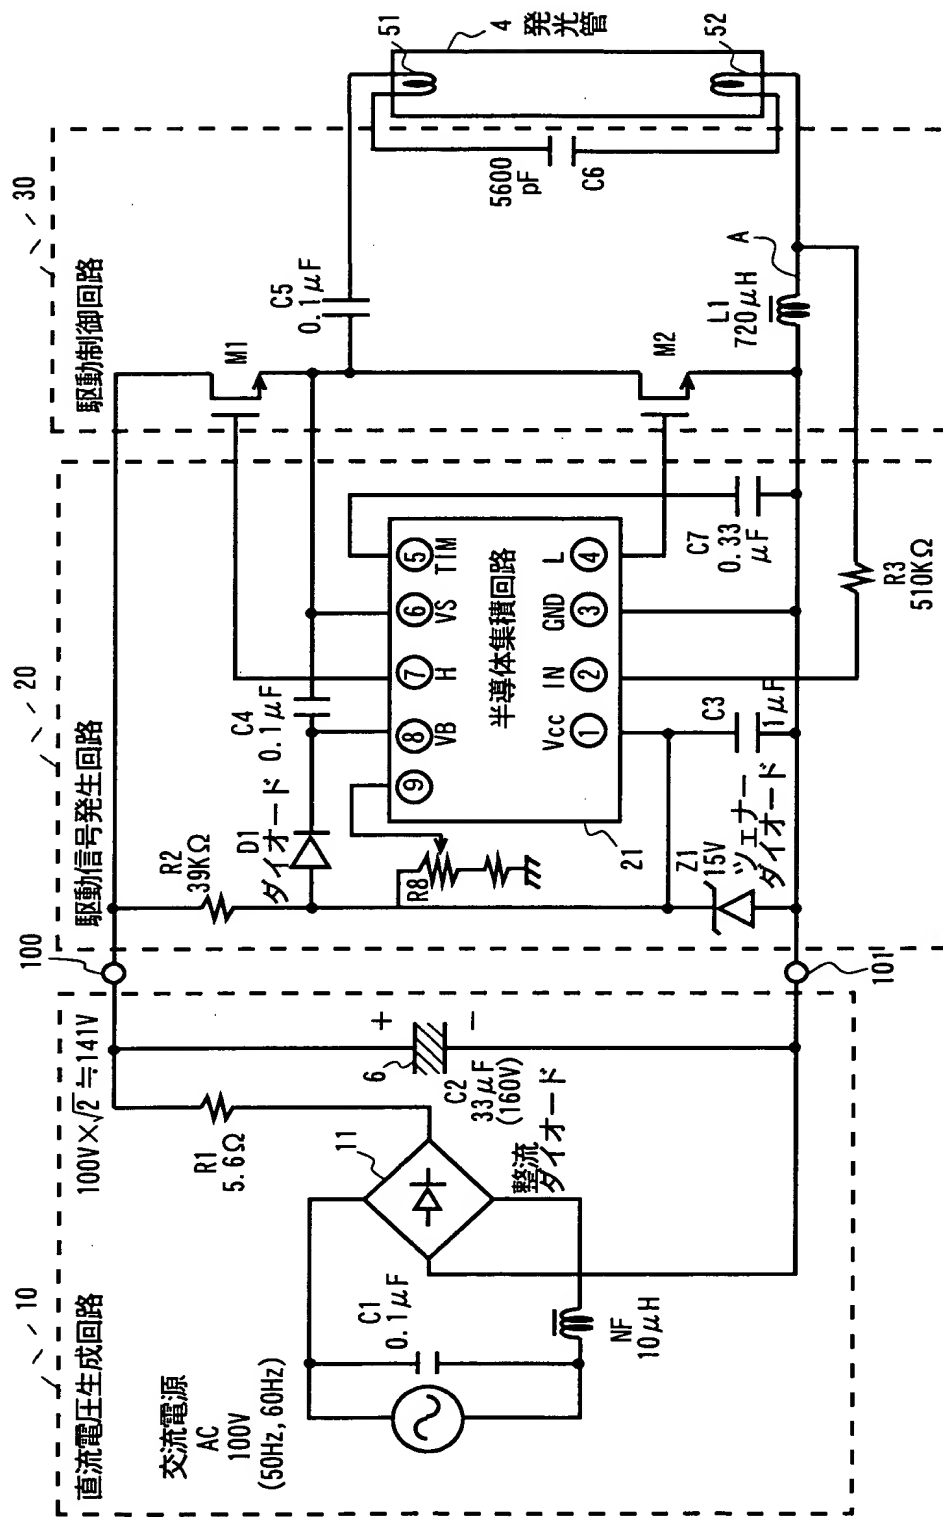 直流電圧生成回路
10
100V×√2≒141V
交流電源
AC
100V
(50Hz, 60Hz)
C1
0.1μF
NF
10μH
11
整流
ダイオード
R1
5.6Ω
6
+
−
C2
33μF
(160V)
100
101
駆動信号発生回路
20
R2
39KΩ
D1
ダイオード
C4
0.1μF
R8
Z1
15V
ツェナー
ダイオード
21
半導体集積回路
9
8
VB
7
H
6
VS
5
TIM
Vcc
1
IN
2
GND
3
L
4
C3
1μF
C7
0.33
μF
R3
510KΩ
駆動制御回路
30
M1
M2
C5
0.1μF
L1
720μH
A
5600
pF
C6
4
発光管
51
52